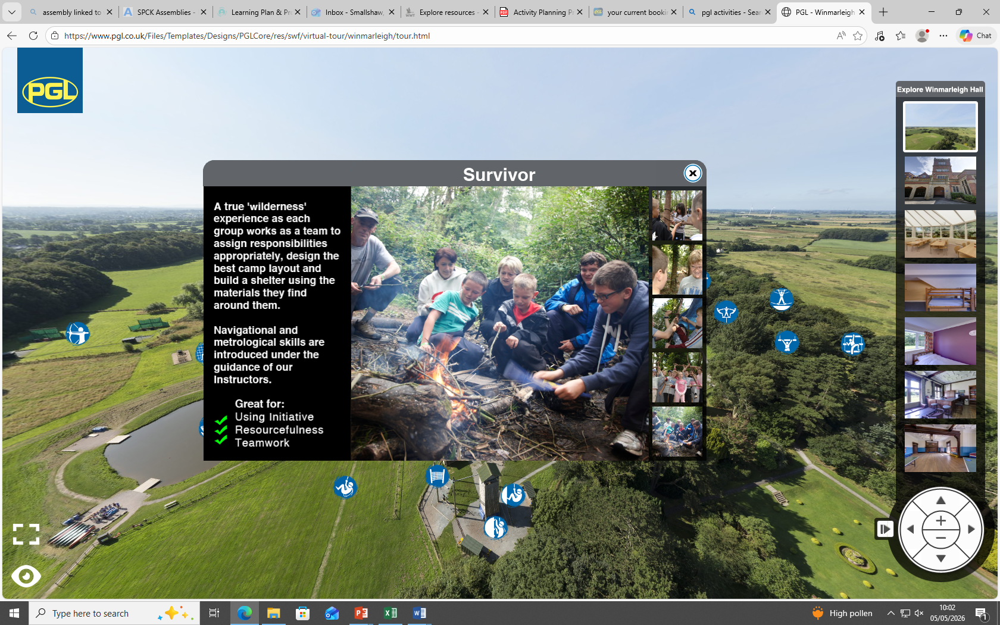 assembly linked to
SPCK Assemblies -
Learning Plan & Pr
Inbox - Smallshaw,
Explore resources -
Activity Planning P
your current bookin
pgl activities - Sear
PGL - Winmarleigh
https://www.pgl.co.uk/Files/Templates/Designs/PGLCore/res/swf/virtual-tour/winmarleigh/tour.html
Chat
PGL
Explore Winmarleigh Hall
Survivor
A true 'wilderness'
experience as each
group works as a team to
assign responsibilities
appropriately, design the
best camp layout and
build a shelter using the
materials they find
around them.
Navigational and
metrological skills are
introduced under the
guidance of our
Instructors.
Great for:
Using Initiative
Resourcefulness
Teamwork
Type here to search
High pollen
10:02
05/05/2026
1